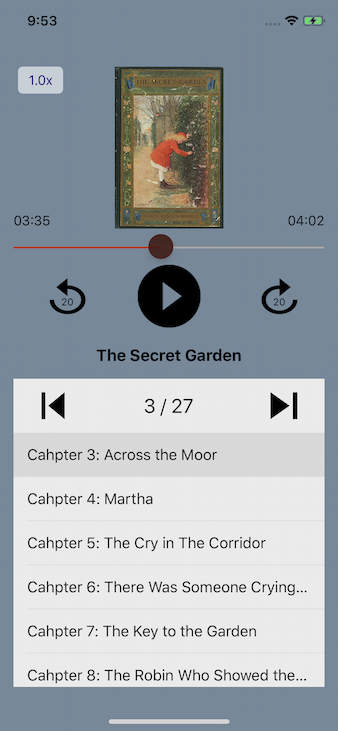 9:53
1.0x
THE SECRET GARDEN
03:35
04:02
20
20
The Secret Garden
3 / 27
Cahpter 3: Across the Moor
Cahpter 4: Martha
Cahpter 5: The Cry in The Corridor
Cahpter 6: There Was Someone Crying...
Cahpter 7: The Key to the Garden
Cahpter 8: The Robin Who Showed the...